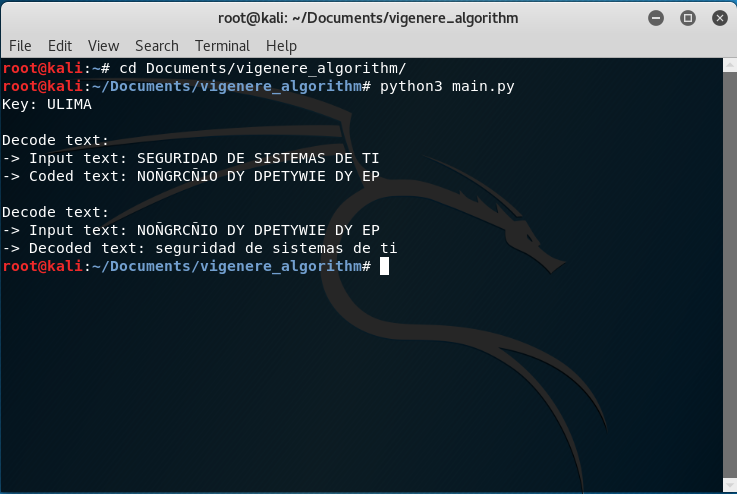 root@kali: ~/Documents/vigenere_algorithm
File Edit View Search Terminal Help
root@kali:~# cd Documents/vigenere_algorithm/
root@kali:~/Documents/vigenere_algorithm# python3 main.py
Key: ULIMA

Decode text:
-> Input text: SEGURIDAD DE SISTEMAS DE TI
-> Coded text: NOÑGRCÑIO DY DPETYWIE DY EP

Decode text:
-> Input text: NOÑGRCÑIO DY DPETYWIE DY EP
-> Decoded text: seguridad de sistemas de ti
root@kali:~/Documents/vigenere_algorithm#